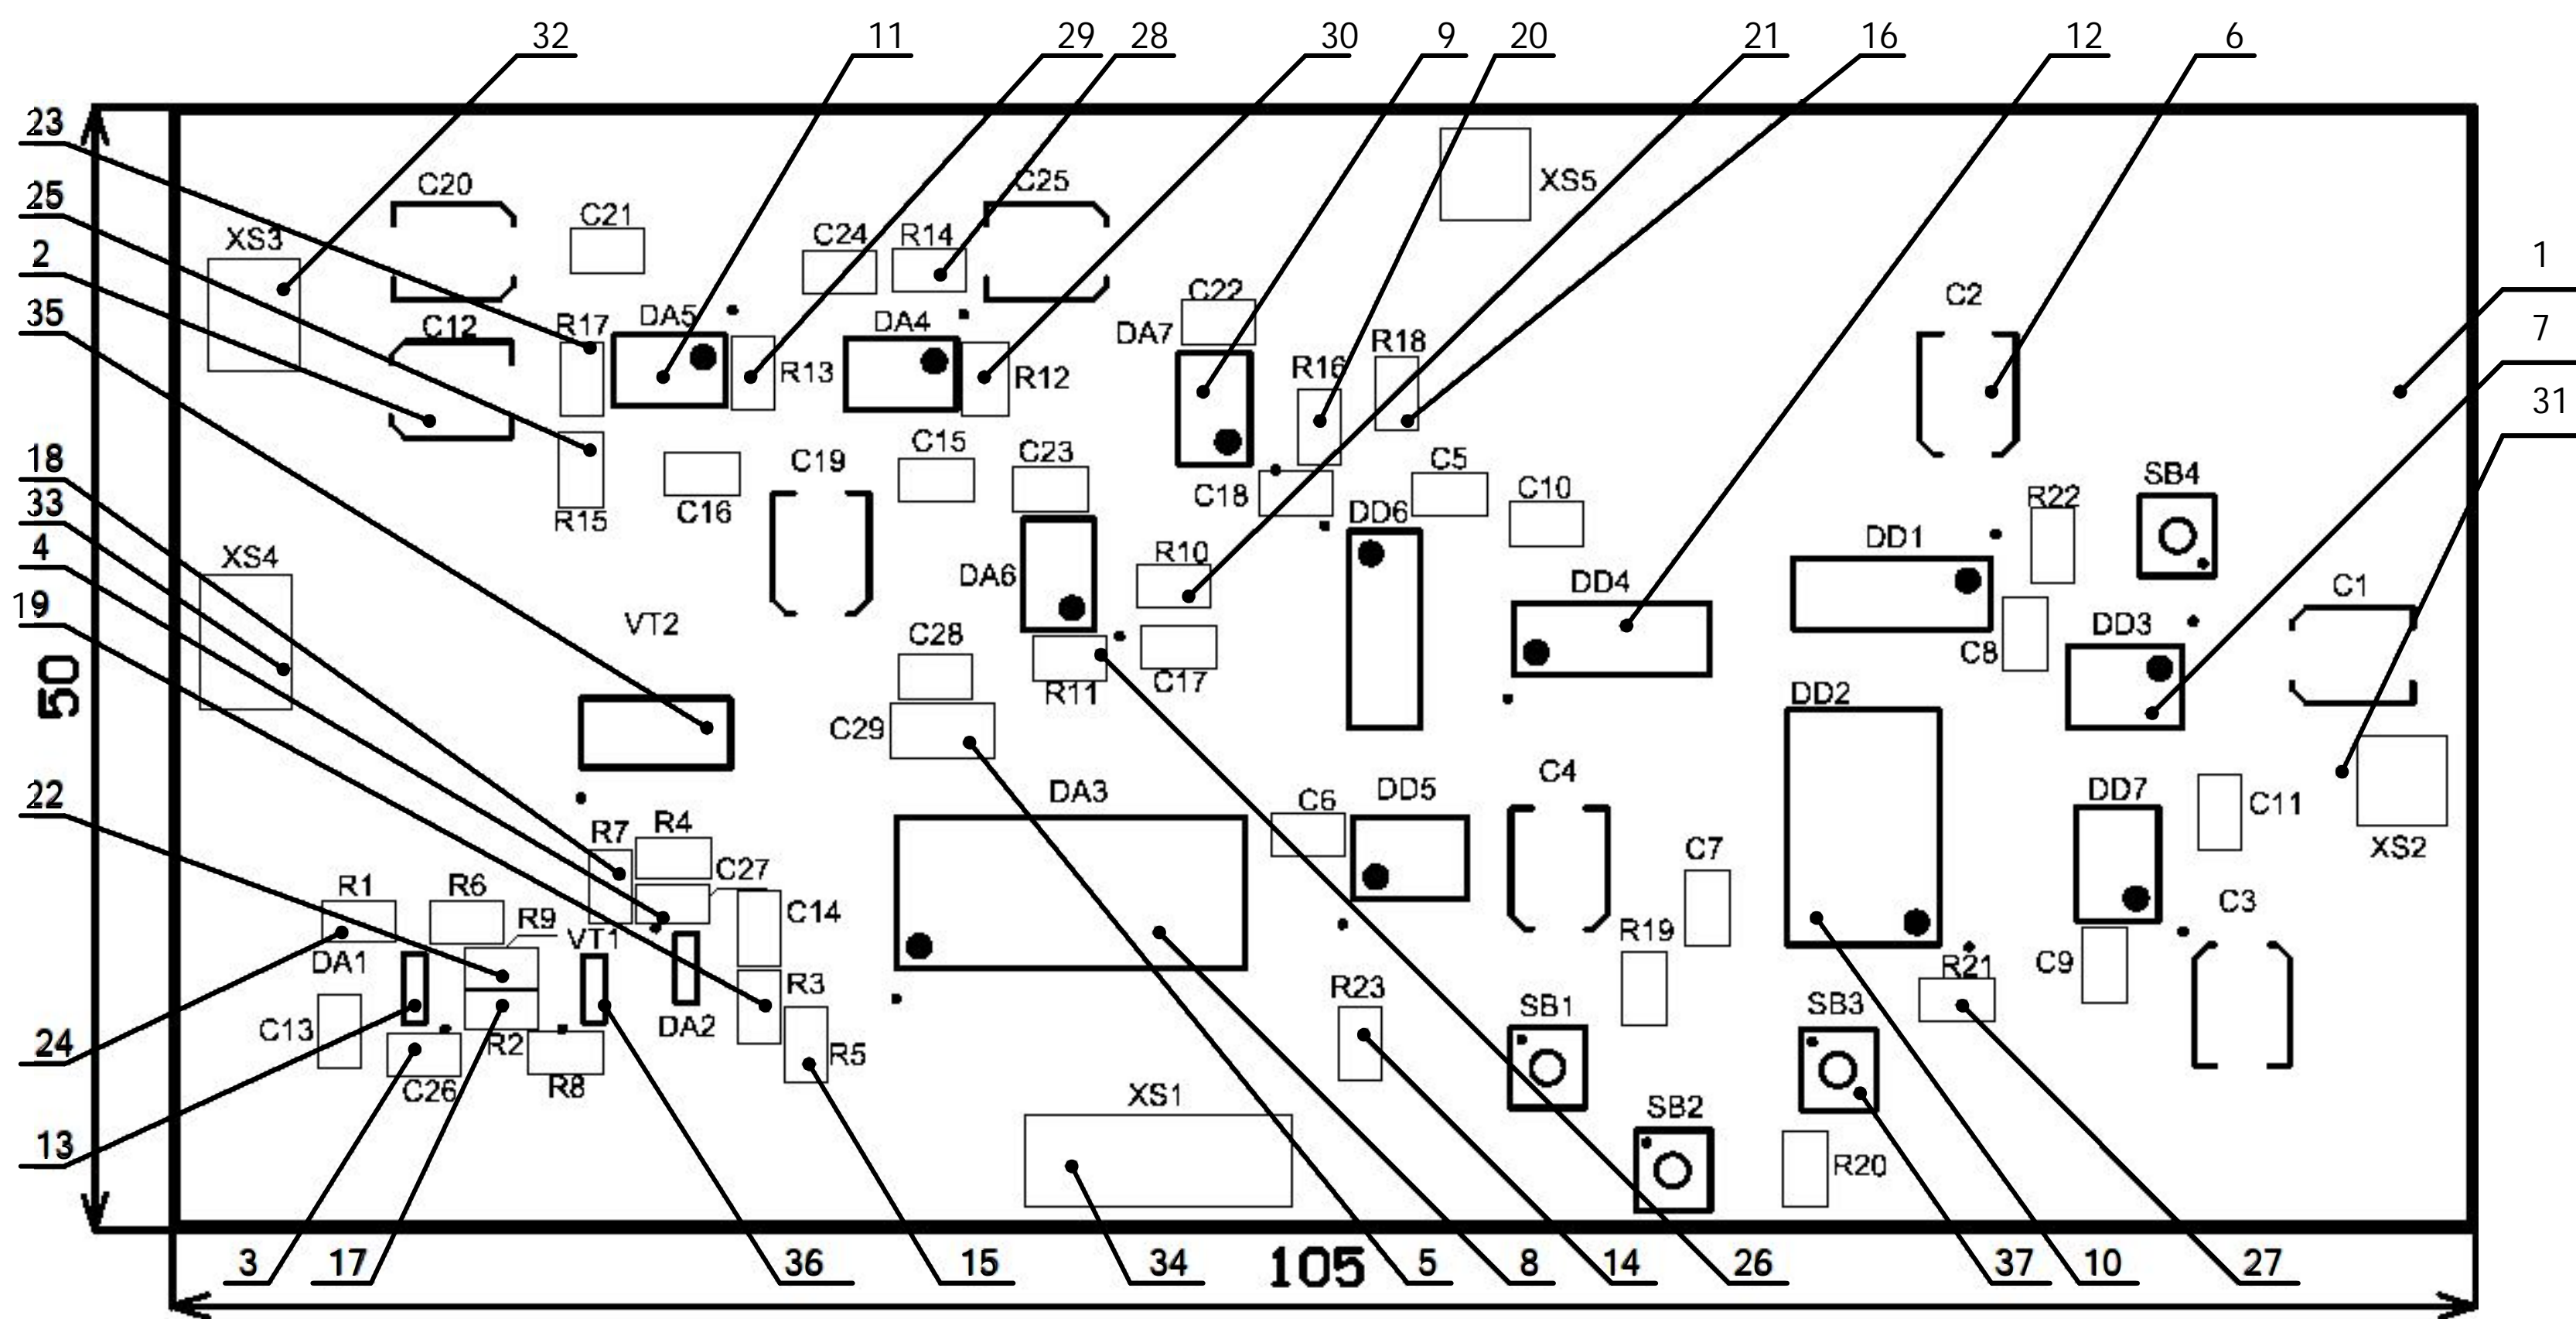 32 11 29 28 30 9 20 21 16 12 6
23
C20 C25 XS5
25
C21
C24 R14
XS3
2
1
C22 C2
35
R17 DA5 DA4 DA7
C12
7
R13 R12 R16 R18
31
C19 C15 C23 C5 SB4
18
C16 C18 C10 R22
33
R15 DD6
DD1
4
XS4 R10
DA6 DD4 C1
19
VT2 C28 DD3
C8
50
R11 C17 DD2
C29
C4
22
DA3 C6 DD5 DD7 C11
R7 R4
C7 XS2
C27
R1 R6
R9 C14 C3
VT1 R19
DA1 C9 R21
R3 R23
SB1 SB3
24
C13 R2 DA2
R5
C26 R8 XS1
SB2
13
R20
3 17 36 15 34 105 5 8 14 26 37 10 27